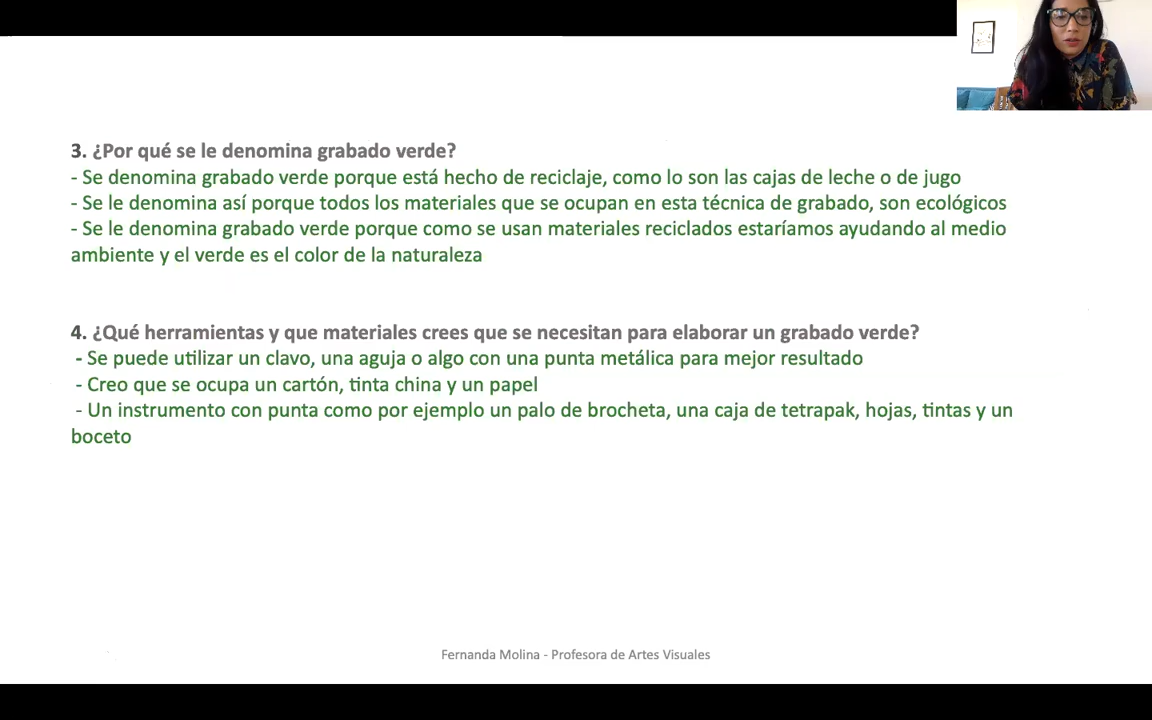 3. ¿Por qué se le denomina grabado verde?
- Se denomina grabado verde porque está hecho de reciclaje, como lo son las cajas de leche o de jugo
- Se le denomina así porque todos los materiales que se ocupan en esta técnica de grabado, son ecológicos
- Se le denomina grabado verde porque como se usan materiales reciclados estaríamos ayudando al medio
ambiente y el verde es el color de la naturaleza
4. ¿Qué herramientas y que materiales crees que se necesitan para elaborar un grabado verde?
- Se puede utilizar un clavo, una aguja o algo con una punta metálica para mejor resultado
- Creo que se ocupa un cartón, tinta china y un papel
- Un instrumento con punta como por ejemplo un palo de brocheta, una caja de tetrapak, hojas, tintas y un
boceto
Fernanda Molina - Profesora de Artes Visuales